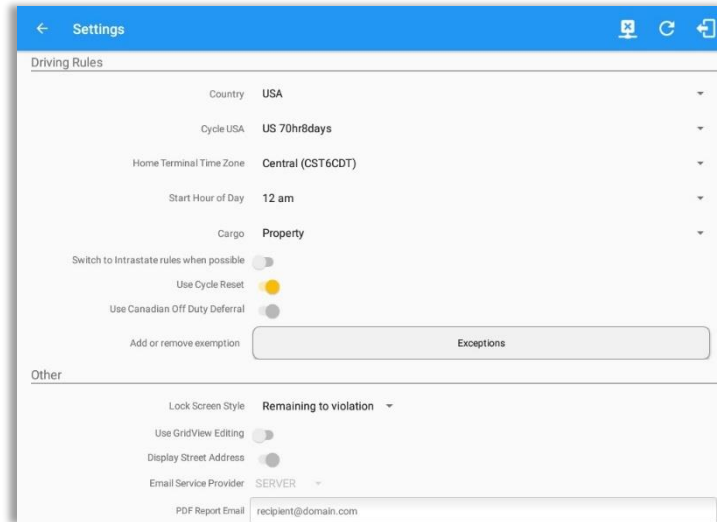 Settings
Driving Rules
Country USA
Cycle USA US 70hr8days
Home Terminal Time Zone Central (CST6CDT)
Start Hour of Day 12 am
Cargo Property
Switch to Intrastate rules when possible
Use Cycle Reset
Use Canadian Off Duty Deferral
Add or remove exemption Exceptions
Other
Lock Screen Style Remaining to violation
Use GridView Editing
Display Street Address
Email Service Provider SERVER
PDF Report Email recipient@domain.com